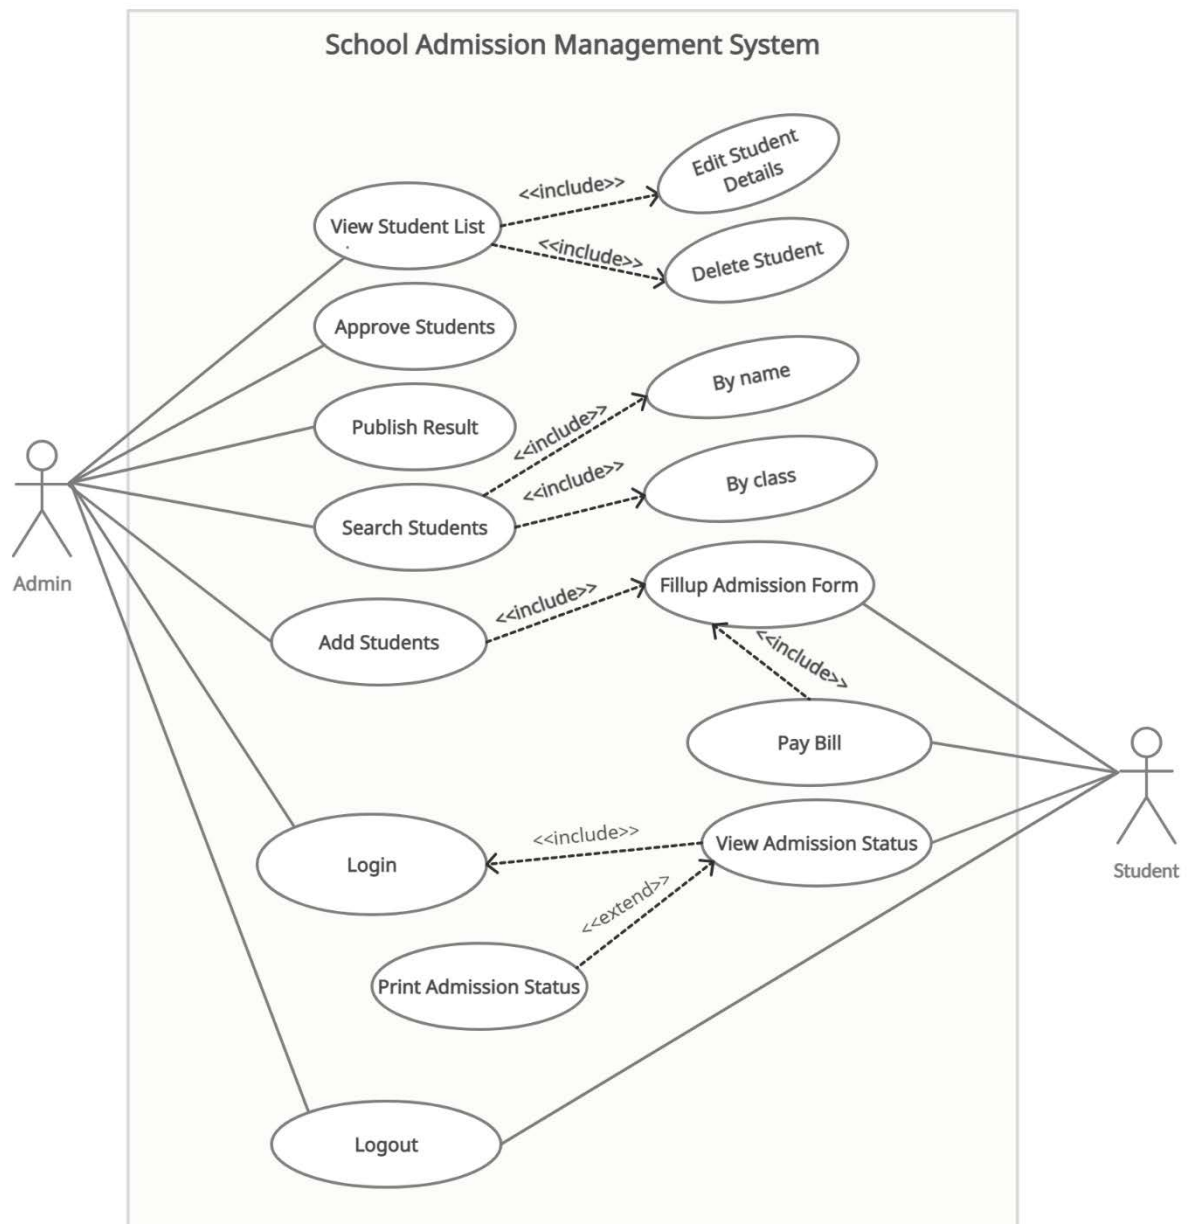 School Admission Management System
Edit Student
Details
<<include>>
View Student List
<<include>>
Delete Student
Approve Students
By name
<<include>>
Publish Result
By class
<<include>>
Search Students
Admin
Fillup Admission Form
<<include>>
Add Students
<<include>>
Pay Bill
<<include>>
View Admission Status
Login
Student
<<extend>>
Print Admission Status
Logout